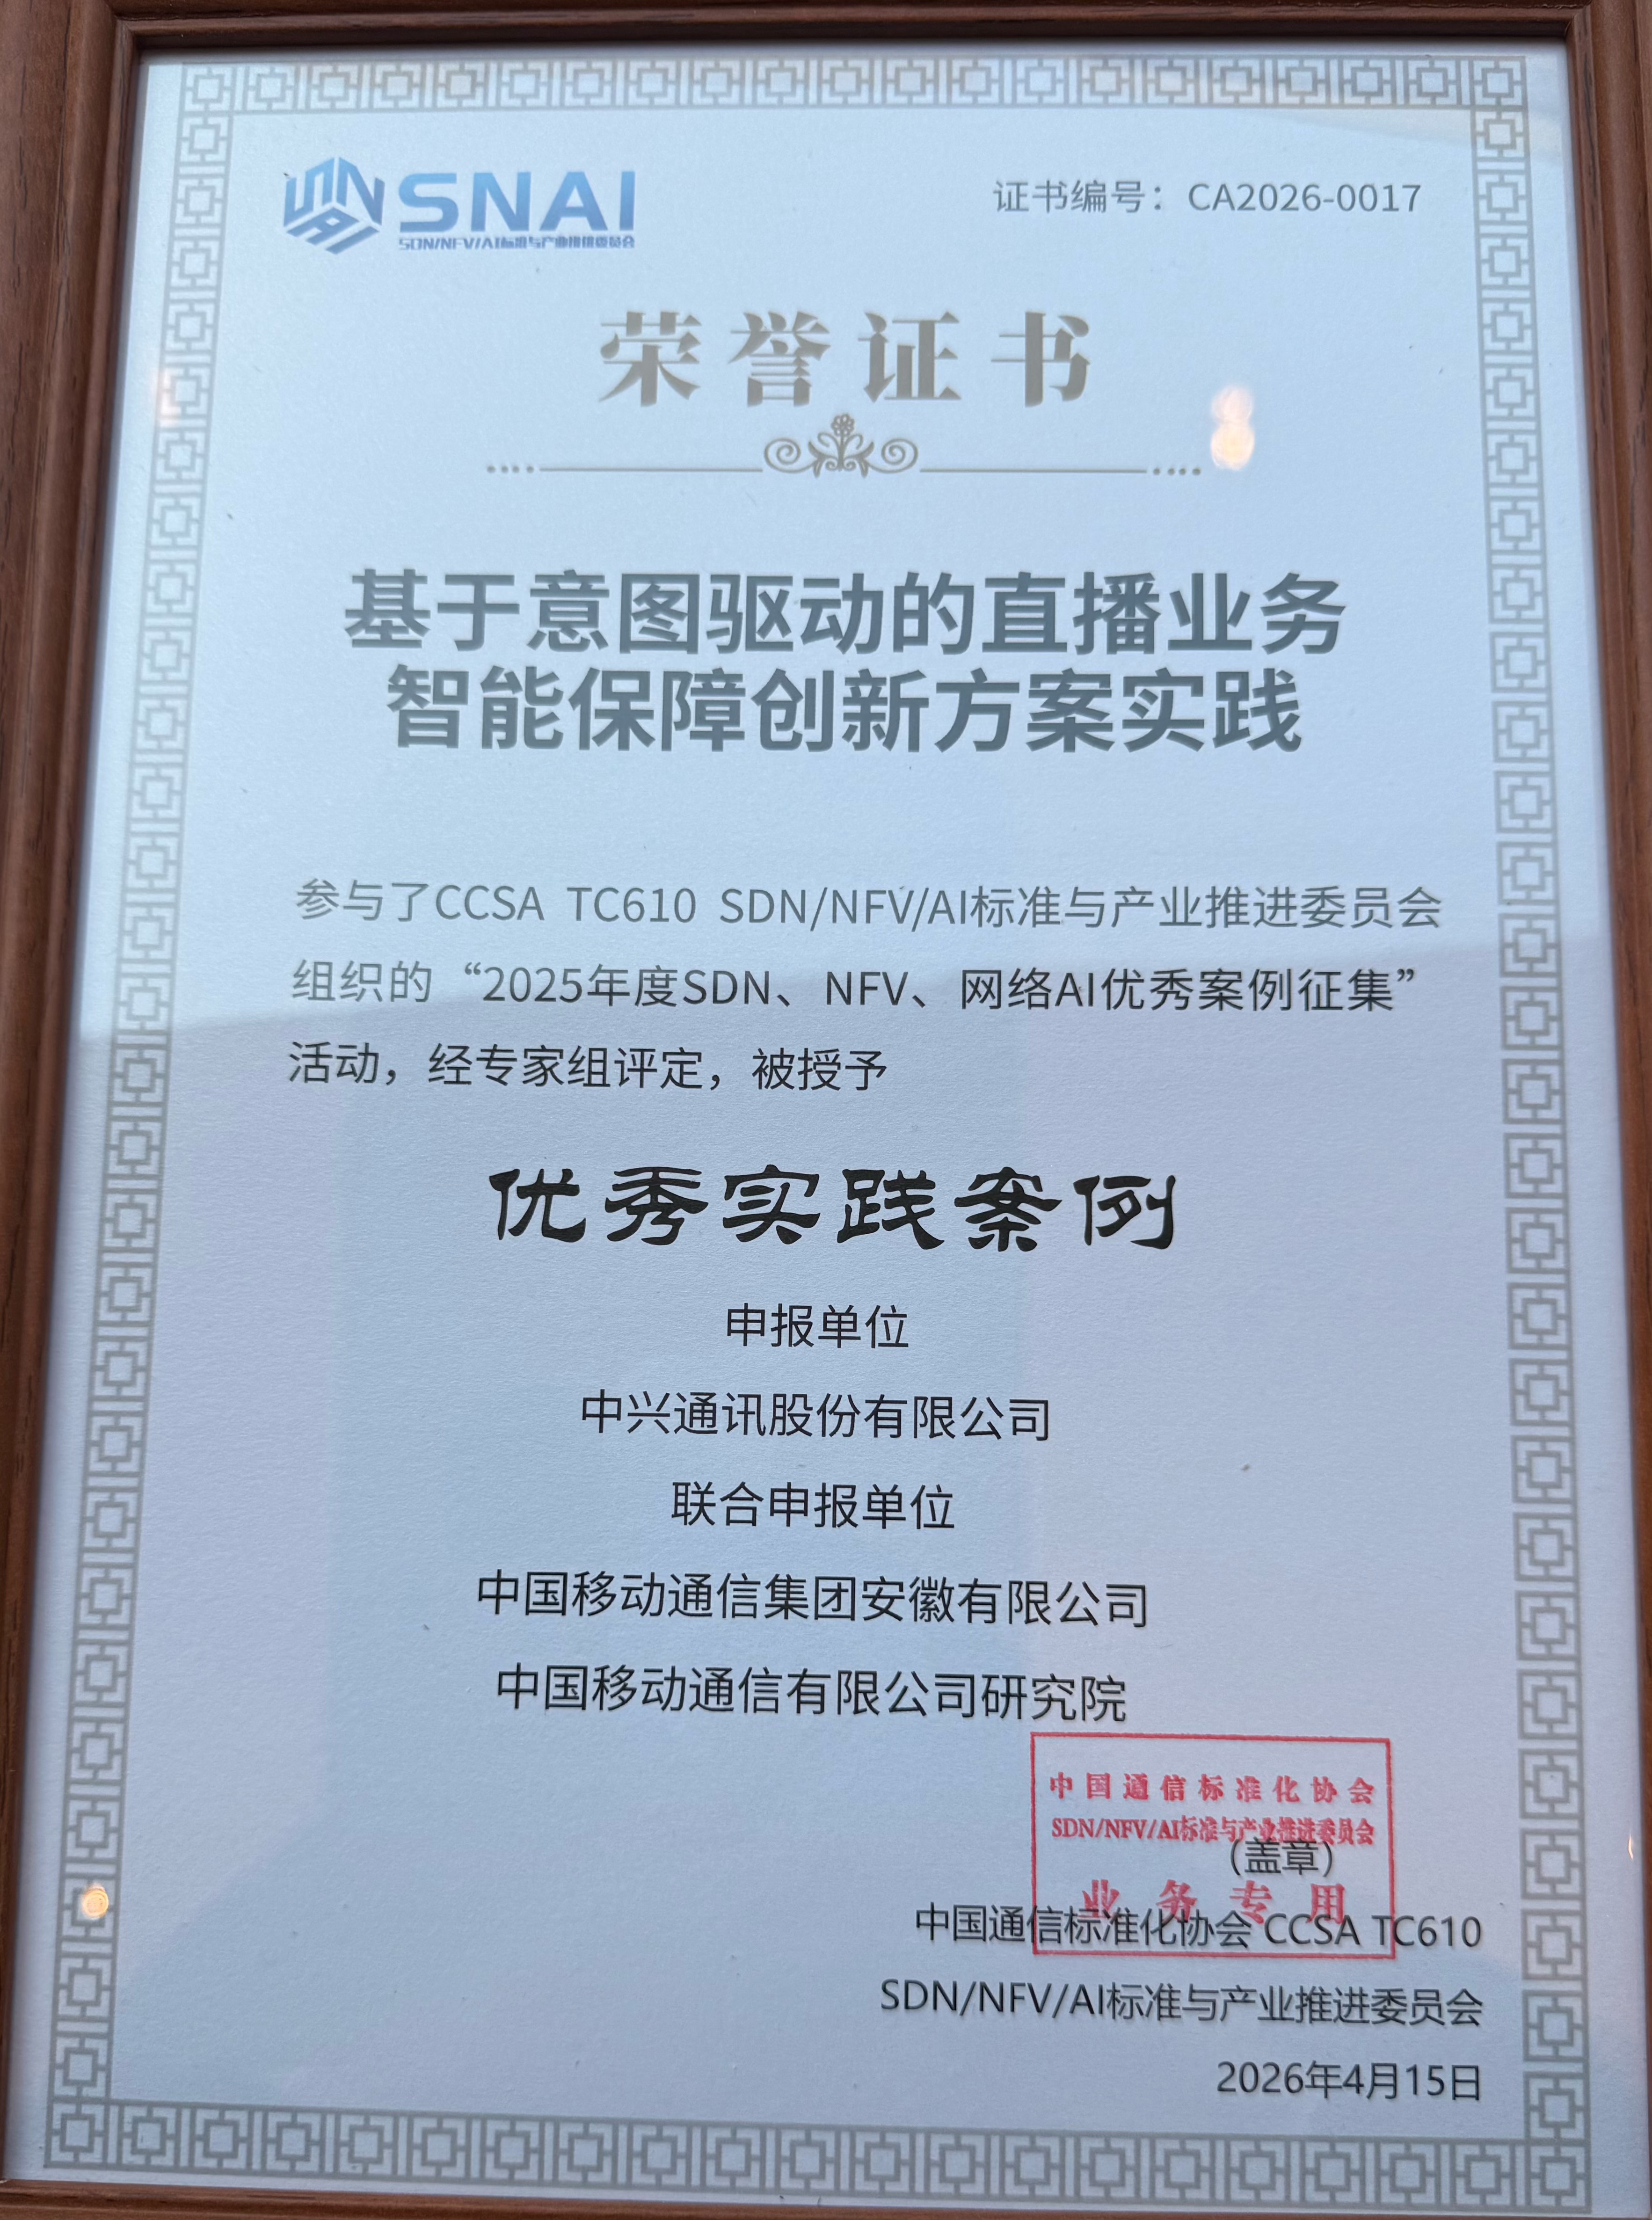 SNAI
SDN/NFV/AI标准与产业推进委员会
证书编号：CA2026-0017
荣誉证书
基于意图驱动的直播业务
智能保障创新方案实践
参与了CCSA TC610 SDN/NFV/AI标准与产业推进委员会
组织的“2025年度SDN、NFV、网络AI优秀案例征集”
活动，经专家组评定，被授予
优秀实践案例
申报单位
中兴通讯股份有限公司
联合申报单位
中国移动通信集团安徽有限公司
中国移动通信有限公司研究院
中国通信标准化协会
SDN/NFV/AI标准与产业推进委员会
（盖章）
业务专用
中国通信标准化协会 CCSA TC610
SDN/NFV/AI标准与产业推进委员会
2026年4月15日